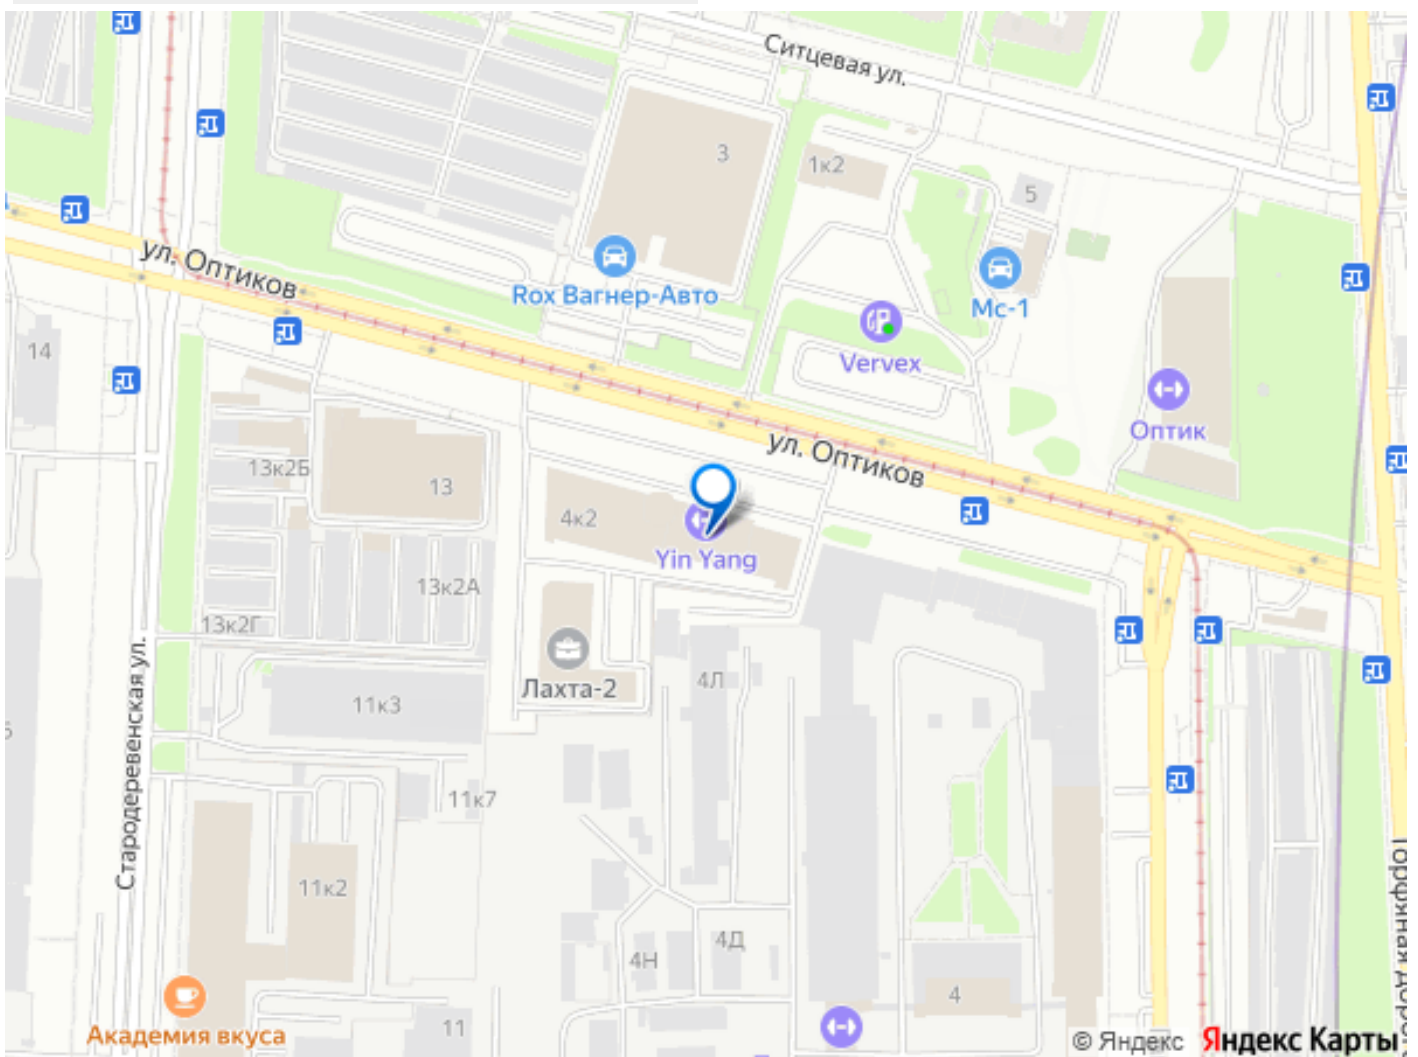 Ситцевая ул.
3
1к2
5
ул. Оптиков
Rox Вагнер-Авто
Мс-1
14
Vervex
Оптик
ул. Оптиков
13к2Б
13
4к2
Yin Yang
13к2А
13к2Г
Стародеревенская ул.
Лахта-2
4Л
11к3
11к7
11к2
4Д
4Н
4
Академия вкуса
11
© Яндекс Яндекс Карты